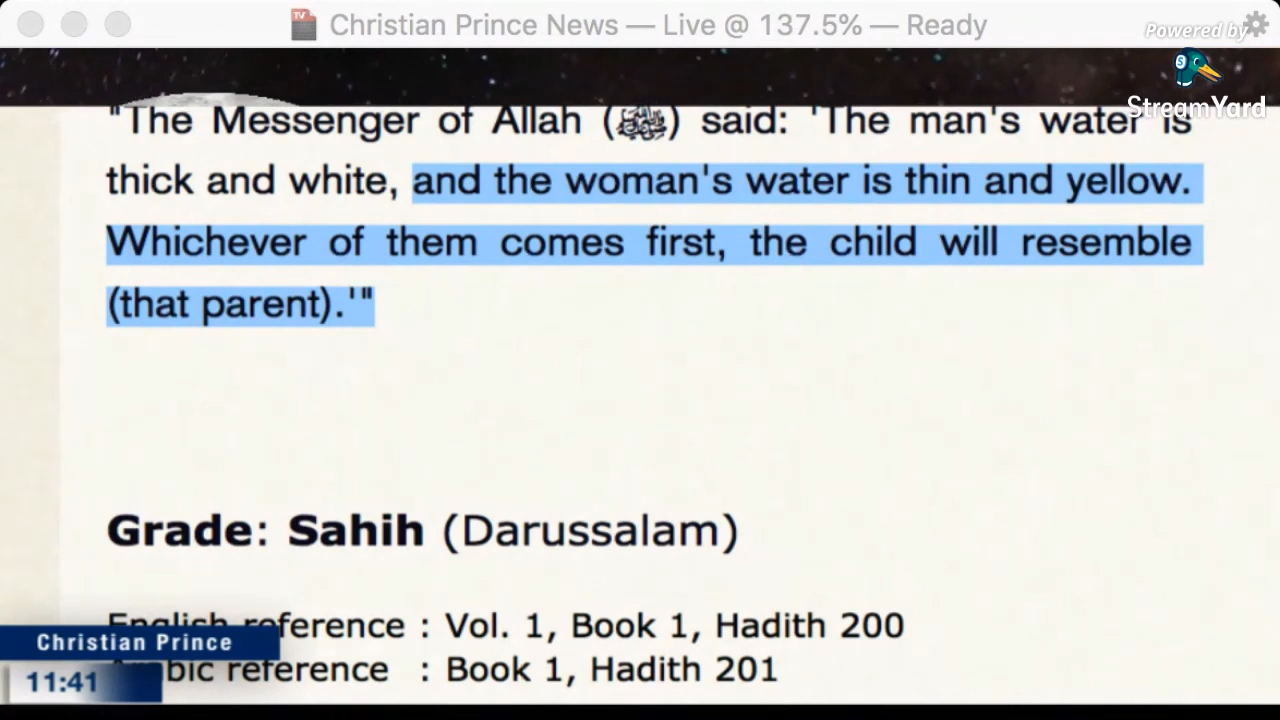 Christian Prince News — Live @ 137.5% — Ready
Powered by
StreamYard
"The Messenger of Allah (ﷺ) said: 'The man's water is
thick and white, and the woman's water is thin and yellow.
Whichever of them comes first, the child will resemble
(that parent).'"
Grade: Sahih (Darussalam)
English reference : Vol. 1, Book 1, Hadith 200
Christian Prince
Arabic reference : Book 1, Hadith 201
11:41